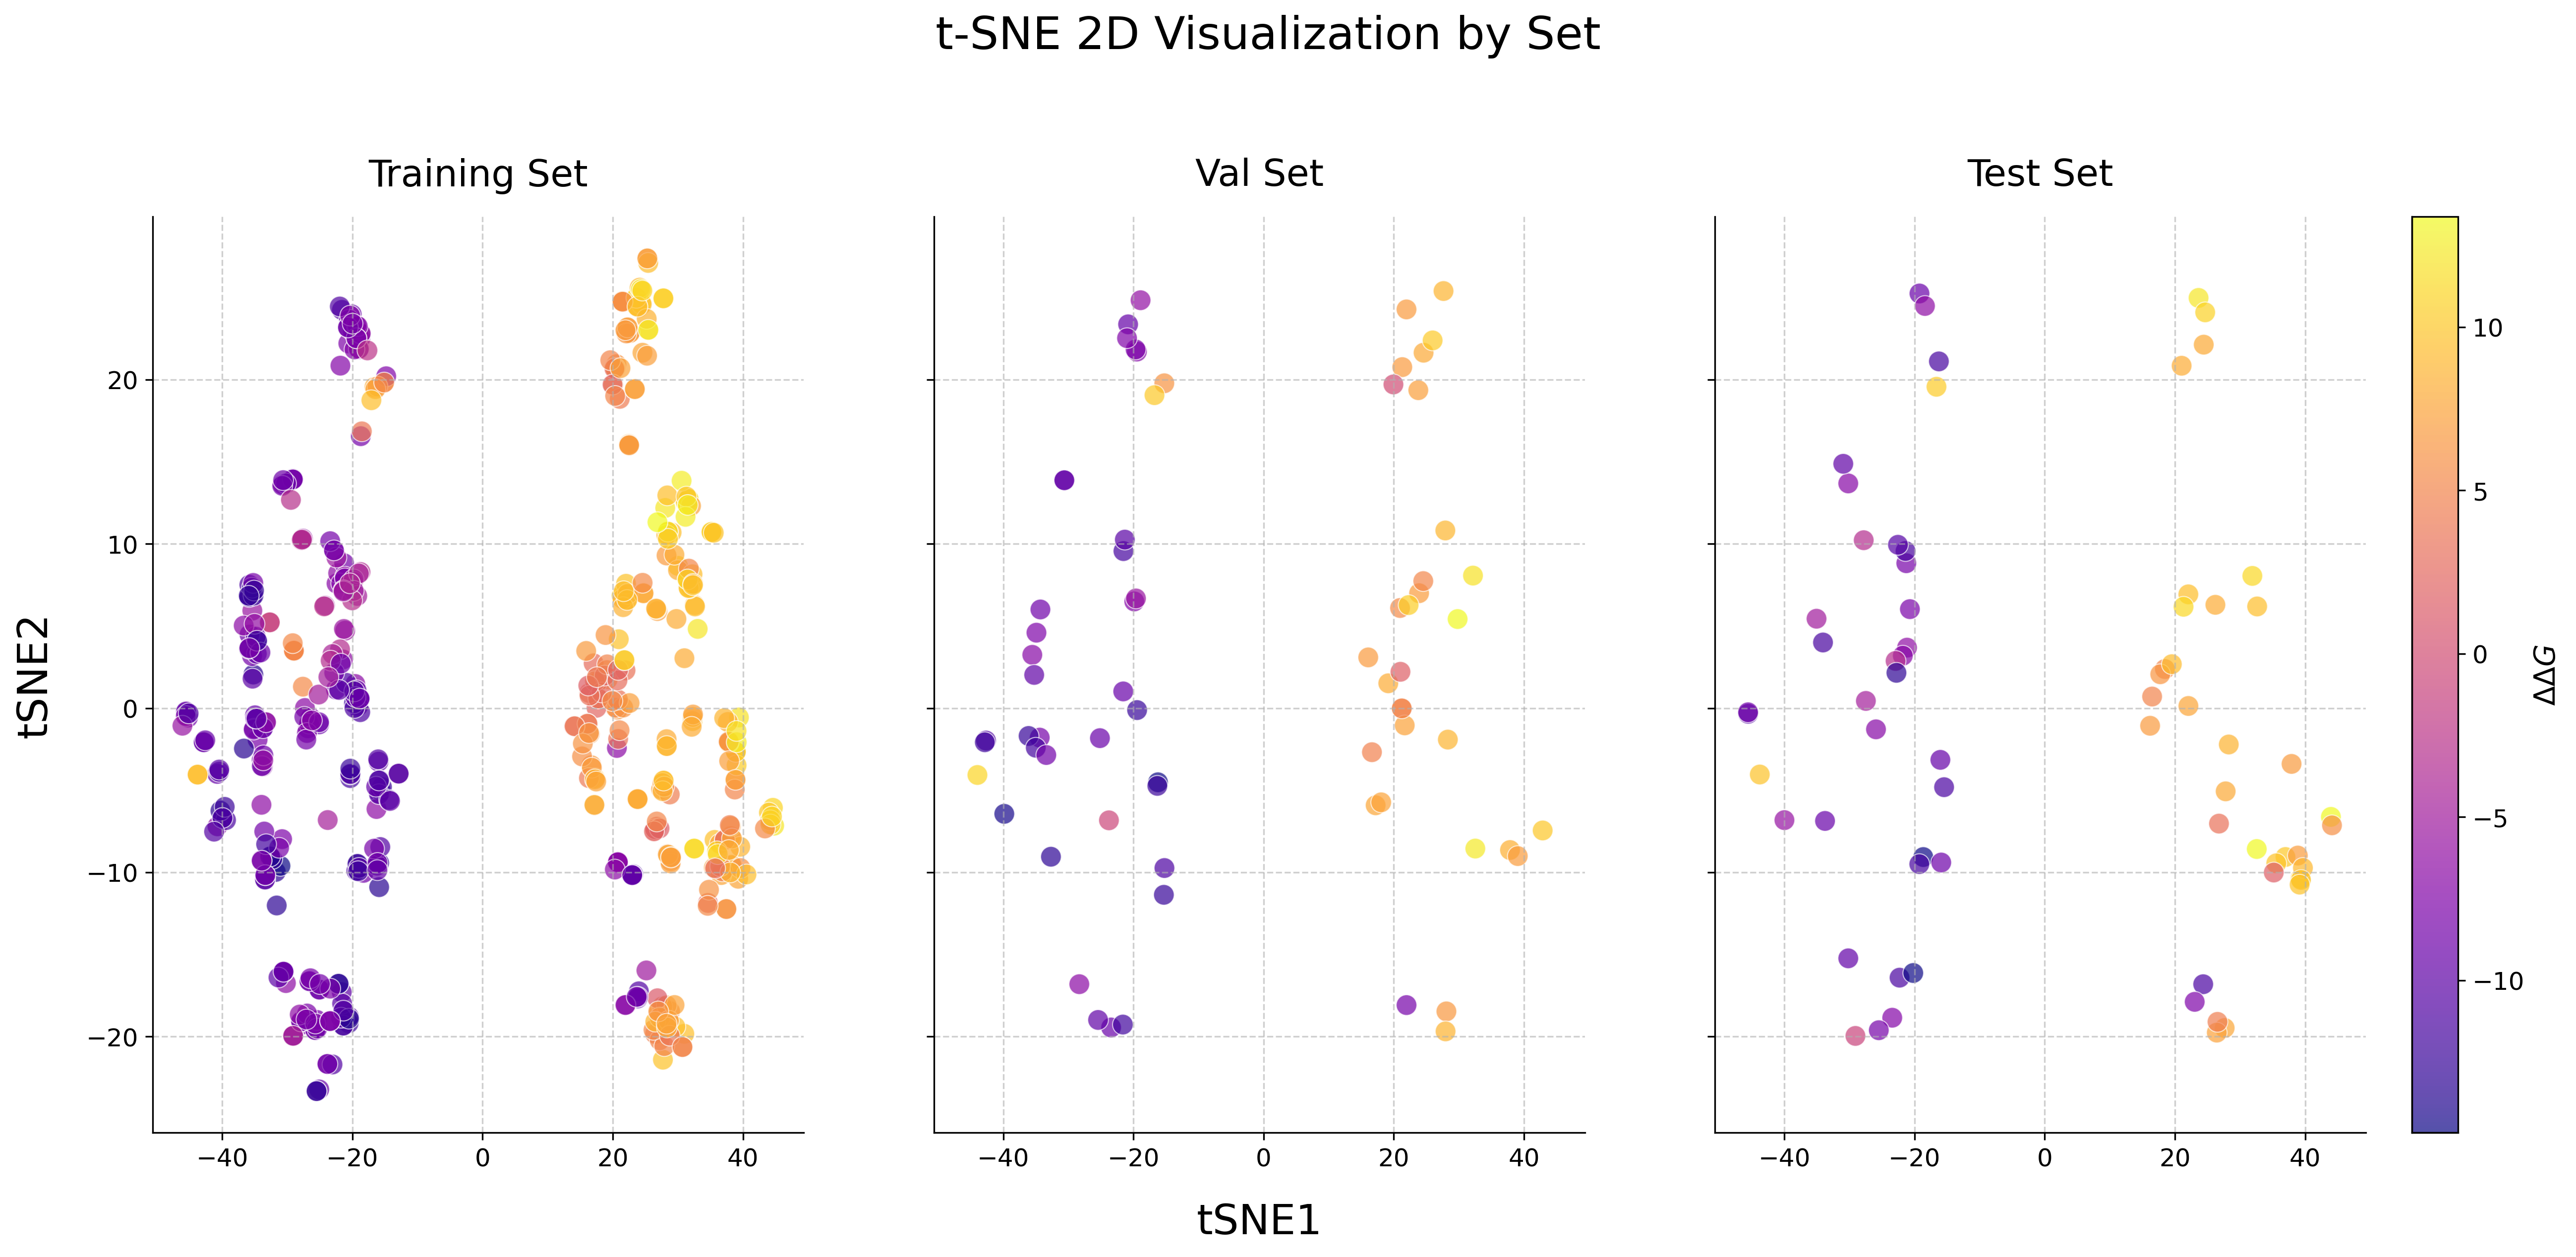 t-SNE 2D Visualization by Set
Training Set
Val Set
Test Set
tSNE2
20
10
0
−10
−20
−40 −20 0 20 40
−40 −20 0 20 40
−40 −20 0 20 40
tSNE1
10
5
0
−5
−10
ΔΔG